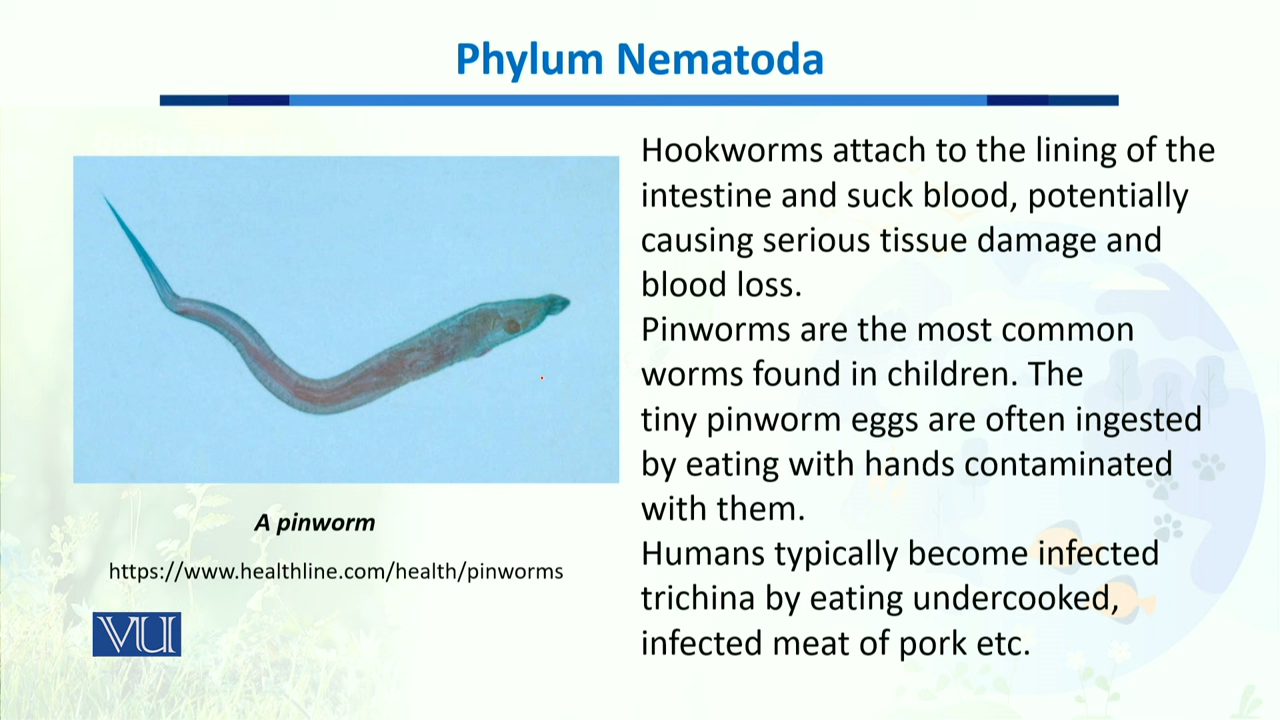 Phylum Nematoda
Hookworms attach to the lining of the
intestine and suck blood, potentially
causing serious tissue damage and
blood loss.
Pinworms are the most common
worms found in children. The
tiny pinworm eggs are often ingested
by eating with hands contaminated
with them.
Humans typically become infected
trichina by eating undercooked,
infected meat of pork etc.
A pinworm
https://www.healthline.com/health/pinworms
VU